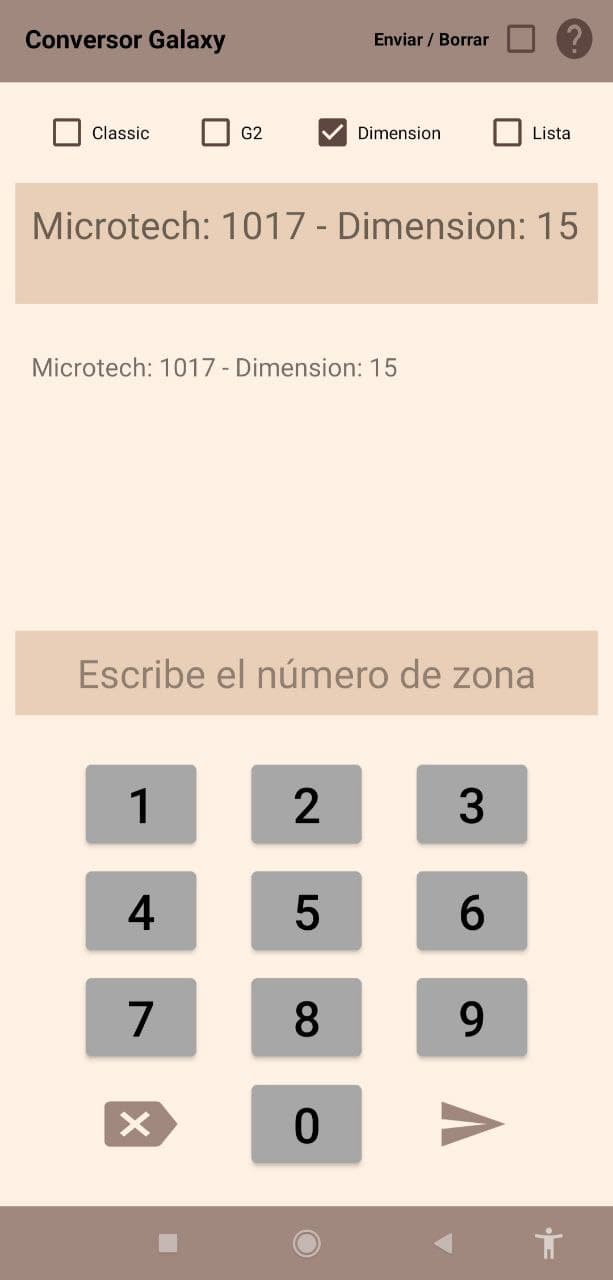 Conversor Galaxy Enviar / Borrar ?
Classic G2 Dimension Lista
Microtech: 1017 - Dimension: 15
Microtech: 1017 - Dimension: 15
Escribe el número de zona
1 2 3
4 5 6
7 8 9
0